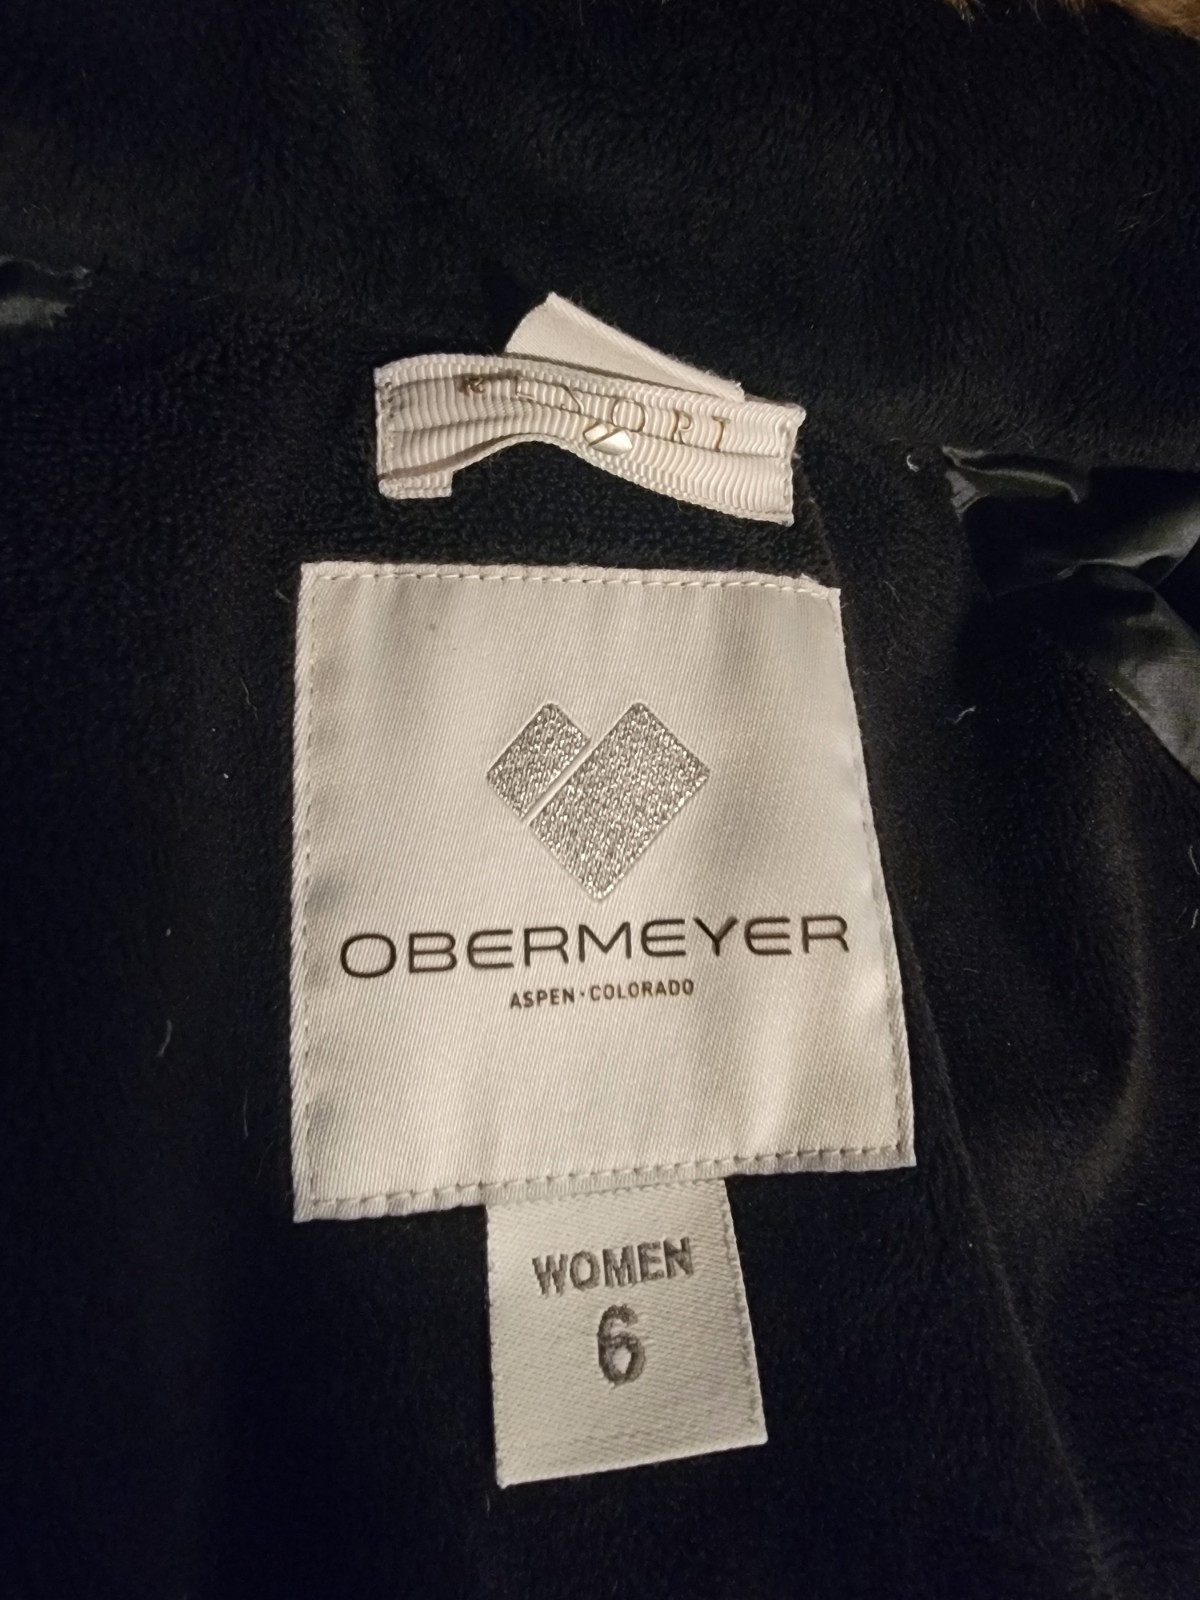 OBERMEYER
ASPEN·COLORADO
WOMEN
6